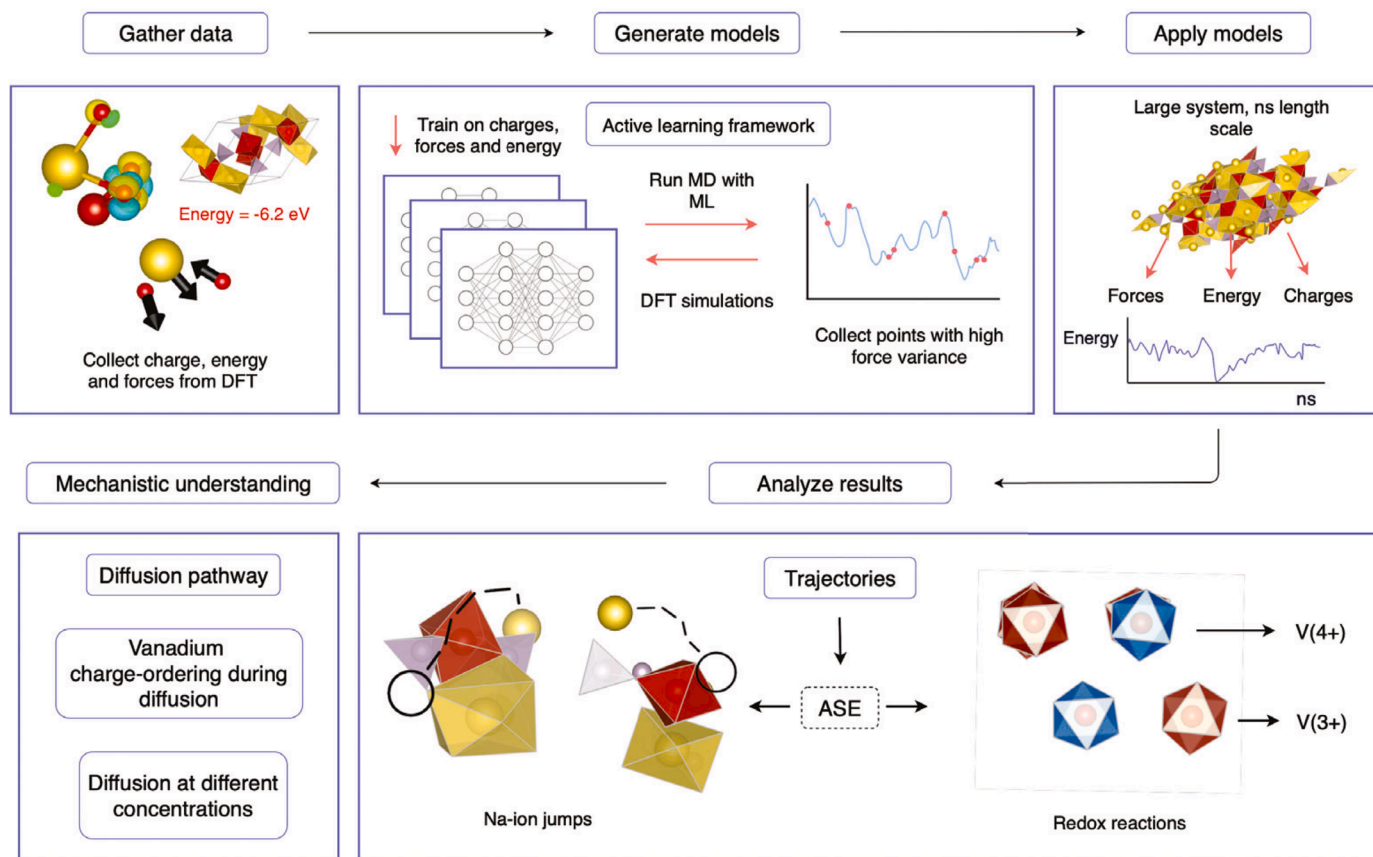 Gather data
Generate models
Apply models
Energy = -6.2 eV
Collect charge, energy
and forces from DFT
Train on charges,
forces and energy
Active learning framework
Run MD with
ML
DFT simulations
Collect points with high
force variance
Large system, ns length
scale
Forces
Energy
Charges
Energy
ns
Mechanistic understanding
Analyze results
Diffusion pathway
Vanadium
charge-ordering during
diffusion
Diffusion at different
concentrations
Trajectories
ASE
Na-ion jumps
V(4+)
V(3+)
Redox reactions